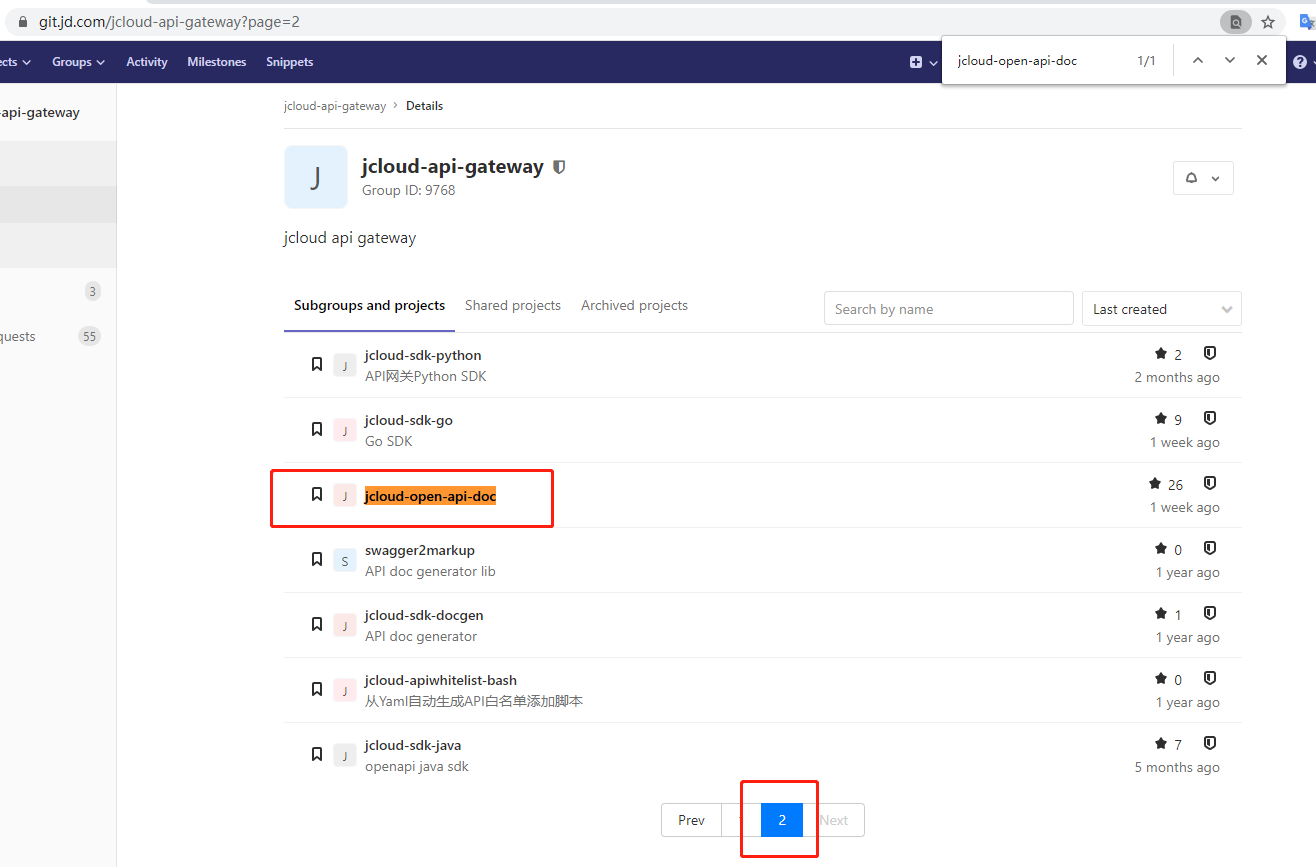 git.jd.com/jcloud-api-gateway?page=2
jcloud-open-api-doc 1/1
ects Groups Activity Milestones Snippets
-api-gateway
jcloud-api-gateway > Details
J
jcloud-api-gateway
Group ID: 9768
jcloud api gateway
3
quests 55
Subgroups and projects Shared projects Archived projects Search by name Last created
J jcloud-sdk-python 2
API网关Python SDK 2 months ago
J jcloud-sdk-go 9
Go SDK 1 week ago
J jcloud-open-api-doc 26
1 week ago
S swagger2markup 0
API doc generator lib 1 year ago
J jcloud-sdk-docgen 1
API doc generator 1 year ago
J jcloud-apiwhitelist-bash 0
从Yaml自动生成API白名单添加脚本 1 year ago
J jcloud-sdk-java 7
openapi java sdk 5 months ago
Prev 2 Next